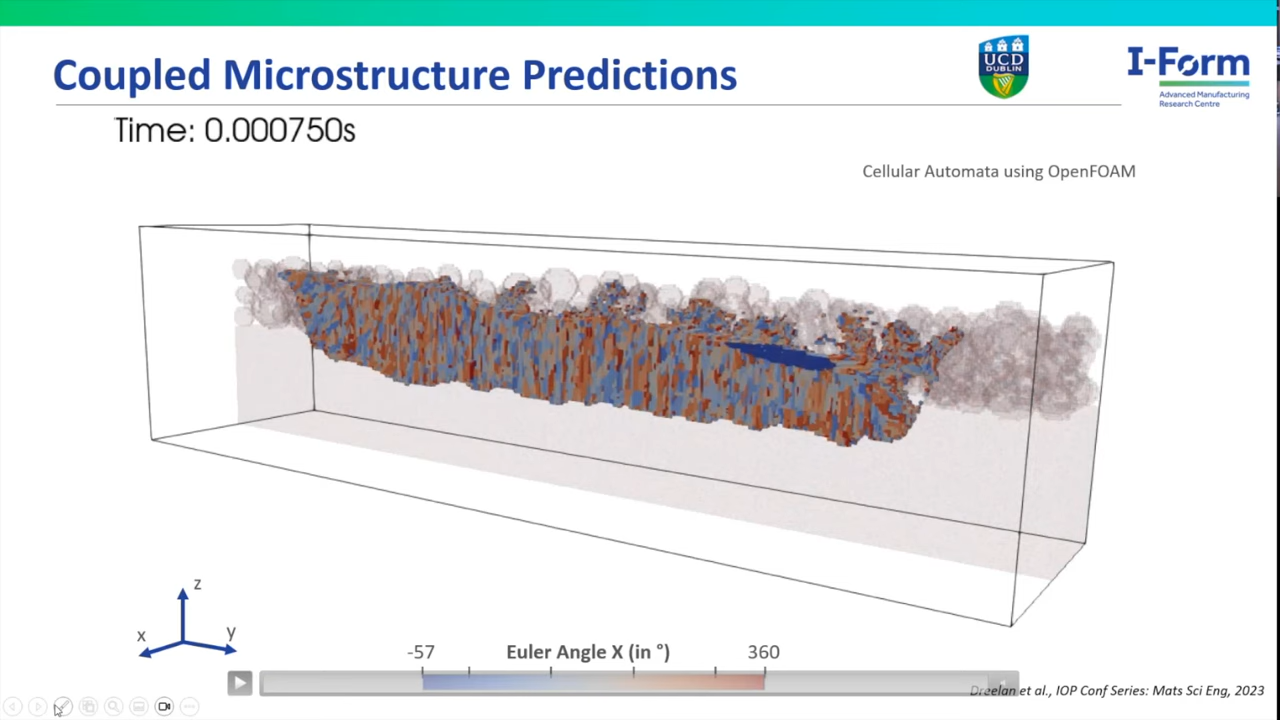 Coupled Microstructure Predictions
UCD
DUBLIN
I-Form
Advanced Manufacturing
Research Centre
Time: 0.000750s
Cellular Automata using OpenFOAM
z
x
y
-57 Euler Angle X (in °) 360
Dreelan et al., IOP Conf Series: Mats Sci Eng, 2023